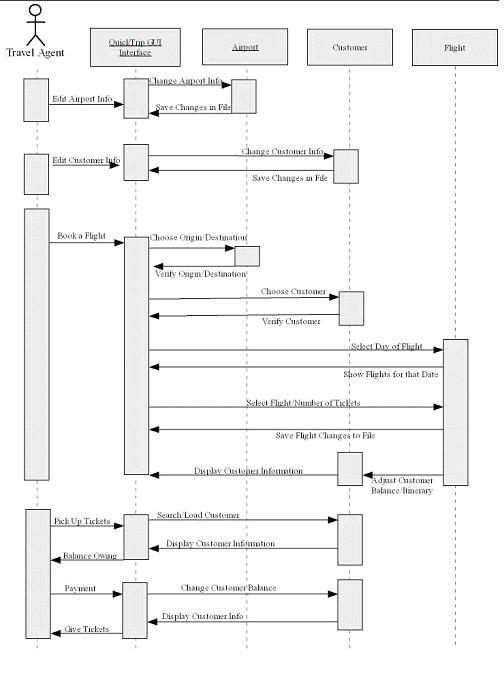 Travel Agent
QuickTrip GUI
Interface
Airport
Customer
Flight
Change Airport Info
Edit Airport Info
Save Changes in File
Change Customer Info
Edit Customer Info
Save Changes in File
Book a Flight
Choose Origin/Destination
Verify Origin/Destination
Choose Customer
Verify Customer
Select Day of Flight
Show Flights for that Date
Select Flight/Number of Tickets
Save Flight Changes to File
Display Customer Information
Adjust Customer
Balance/Itinerary
Search/Load Customer
Pick Up Tickets
Display Customer Information
Balance Owing
Payment
Change Customer Balance
Display Customer Info
Give Tickets